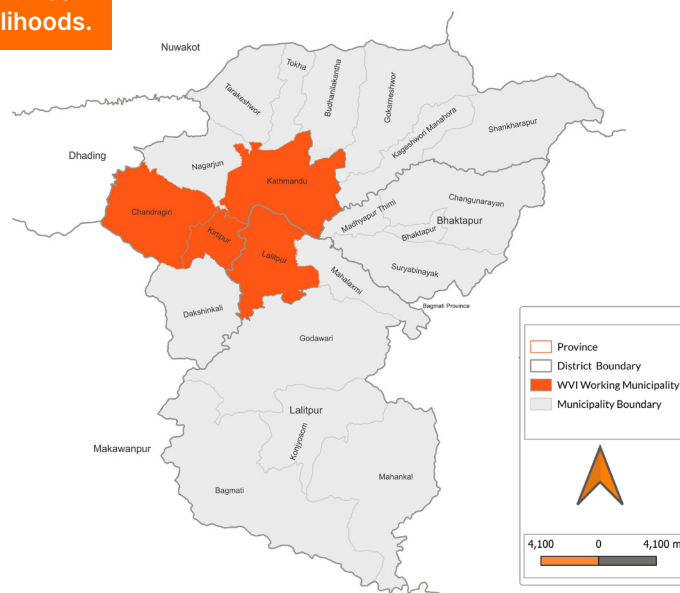 lihoods.
Nuwakot
Tokha
Tarakeshwor
Budhanilakantha
Gokarneshwor
Kageshwori Manahora
Shankharapur
Dhading
Nagarjun
Kathmandu
Chandragiri
Kirtipur
Lalitpur
Madhyapur Thimi
Changunarayan
Bhaktapur
Bhaktapur
Suryabinayak
Mahalaxmi
Bagmati Province
Dakshinkali
Godawari
Lalitpur
Konjyosom
Makawanpur
Bagmati
Mahankal
Province
District Boundary
WVI Working Municipality
Municipality Boundary
4,100 0 4,100 m